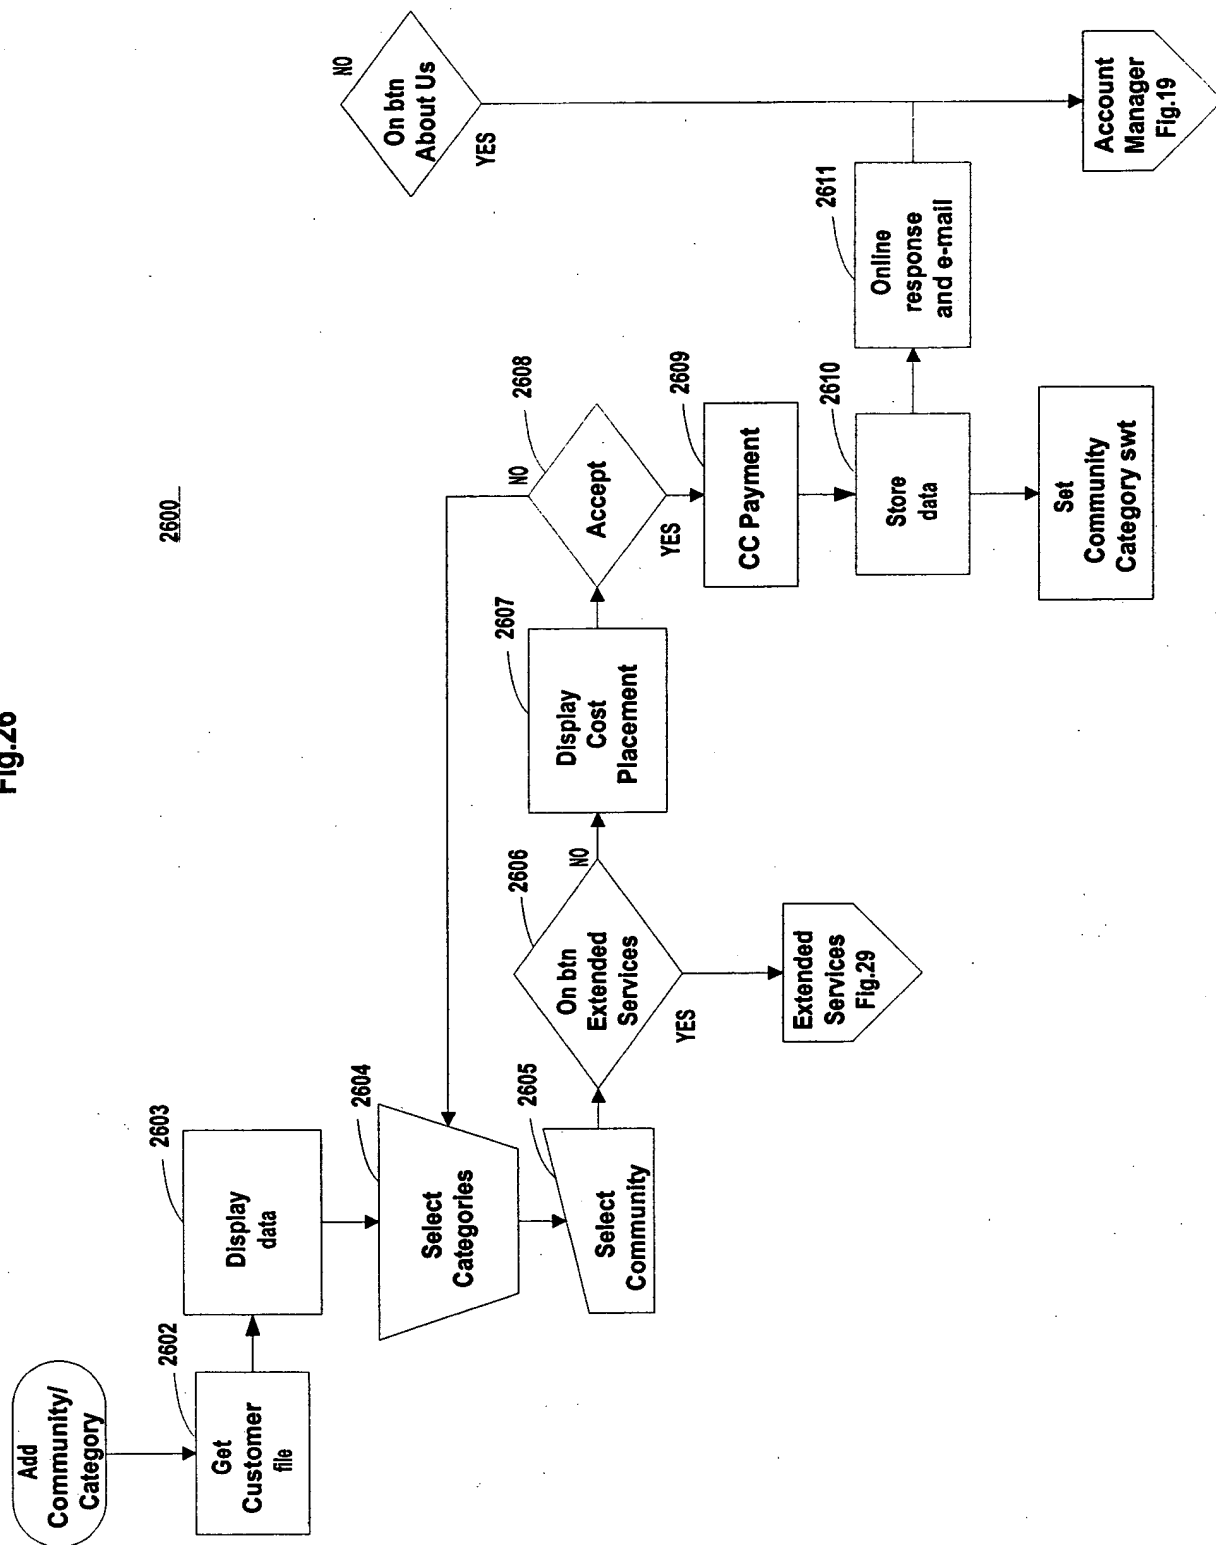 Fig.26
2600
Add
Community/
Category
2602
Get
Customer
file
2603
Display
data
2604
Select
Categories
2605
Select
Community
2606
On btn
Extended
Services
NO
YES
Extended
Services
Fig.29
2607
Display
Cost
Placement
2608
Accept
NO
YES
2609
CC Payment
2610
Store
data
Set
Community
Category swt
2611
Online
response
and e-mail
On btn
About Us
NO
YES
Account
Manager
Fig.19